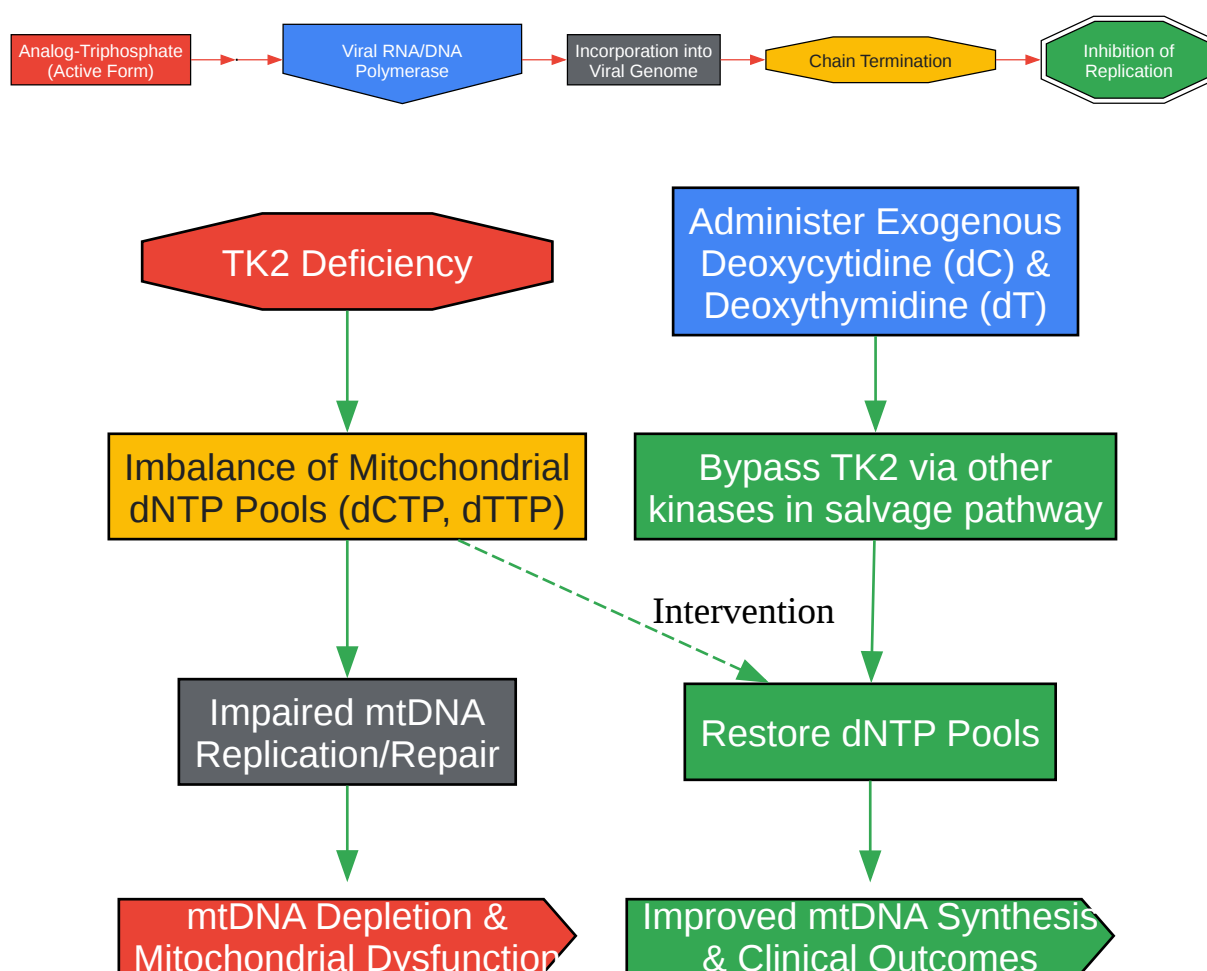 Analog-Triphosphate
(Active Form)
Viral RNA/DNA
Polymerase
Incorporation into
Viral Genome
Chain Termination
Inhibition of
Replication
TK2 Deficiency
Administer Exogenous
Deoxycytidine (dC) &
Deoxythymidine (dT)
Imbalance of Mitochondrial
dNTP Pools (dCTP, dTTP)
Bypass TK2 via other
kinases in salvage pathway
Intervention
Impaired mtDNA
Replication/Repair
Restore dNTP Pools
mtDNA Depletion &
Mitochondrial Dysfunction
Improved mtDNA Synthesis
& Clinical Outcomes